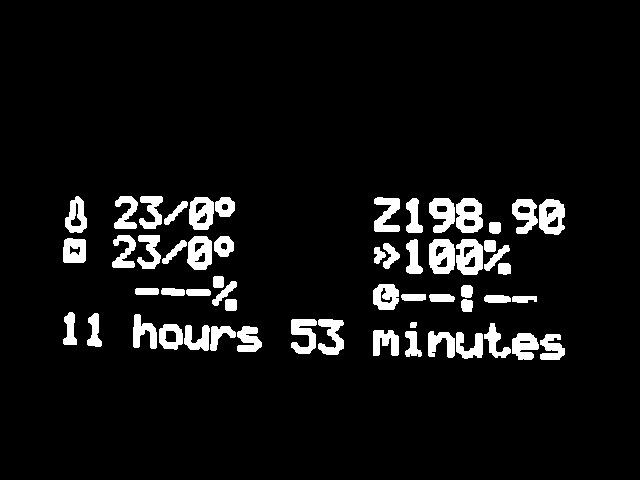 23/0° Z198.90
23/0° 100%
---% --:--
11 hours 53 minutes